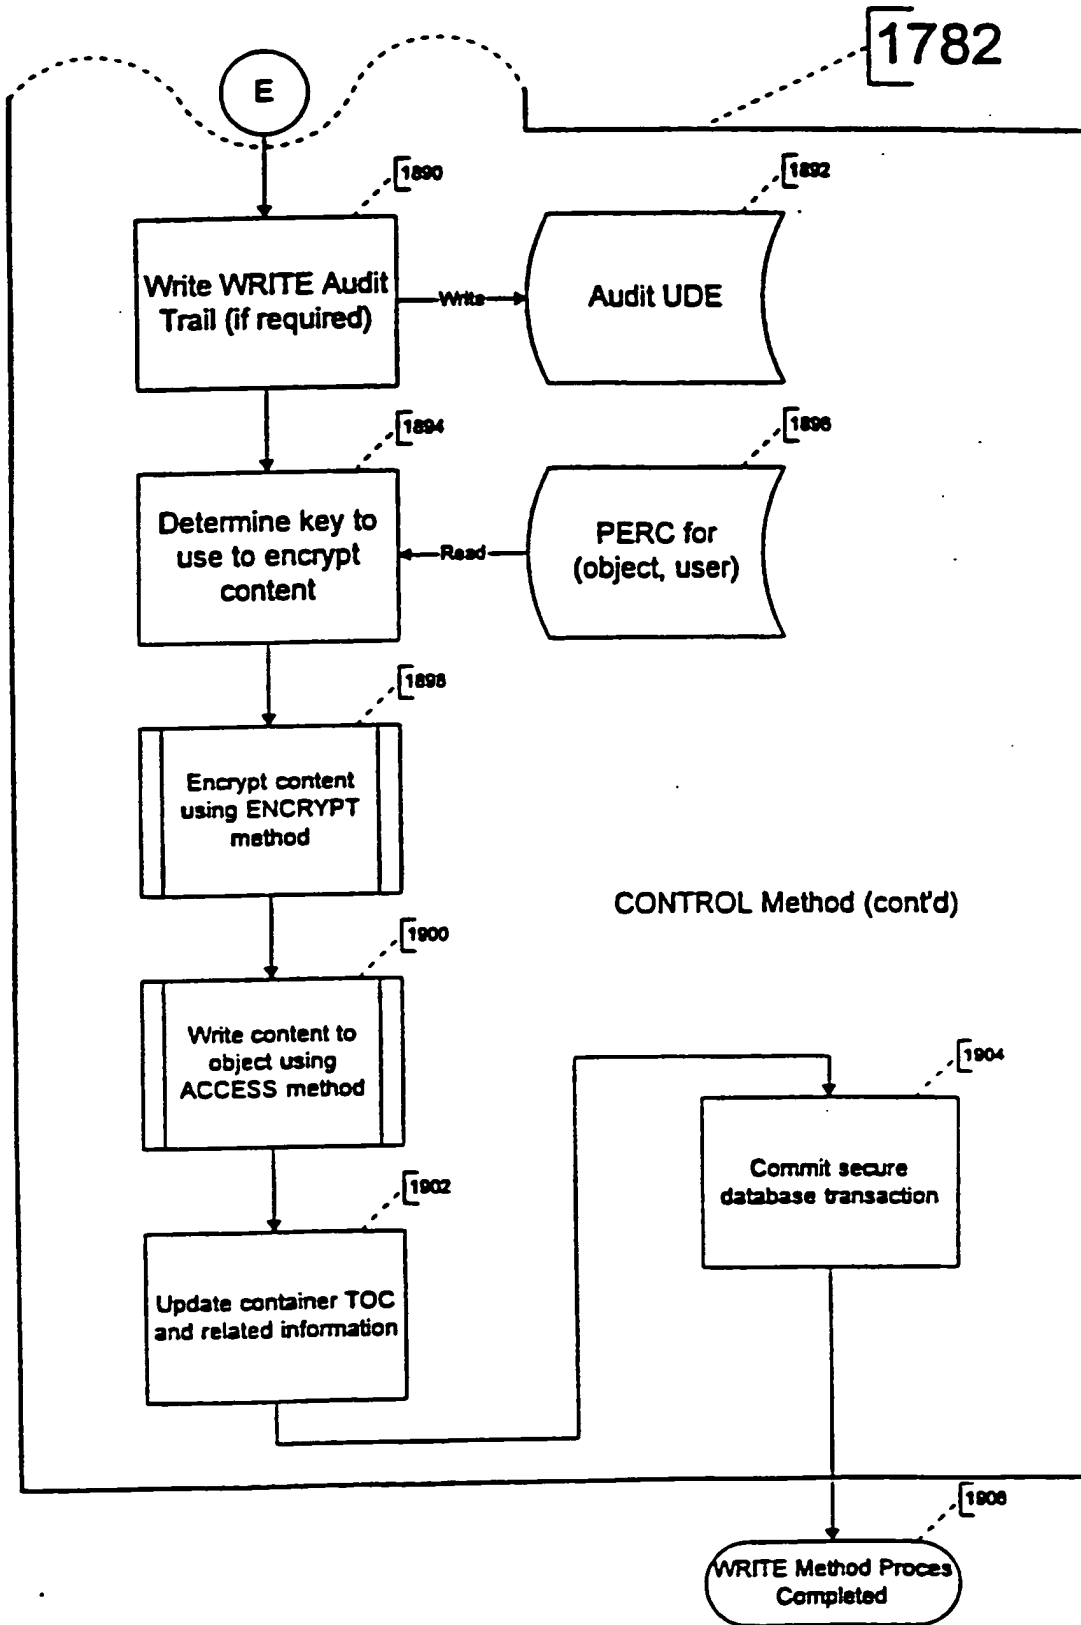 1782
E
1890
1892
Write WRITE Audit
Trail (if required)
Write
Audit UDE
1894
1896
Determine key to
use to encrypt
content
Read
PERC for
(object, user)
1898
Encrypt content
using ENCRYPT
method
CONTROL Method (cont'd)
1900
Write content to
object using
ACCESS method
1904
Commit secure
database transaction
1902
Update container TOC
and related information
1906
WRITE Method Proces
Completed